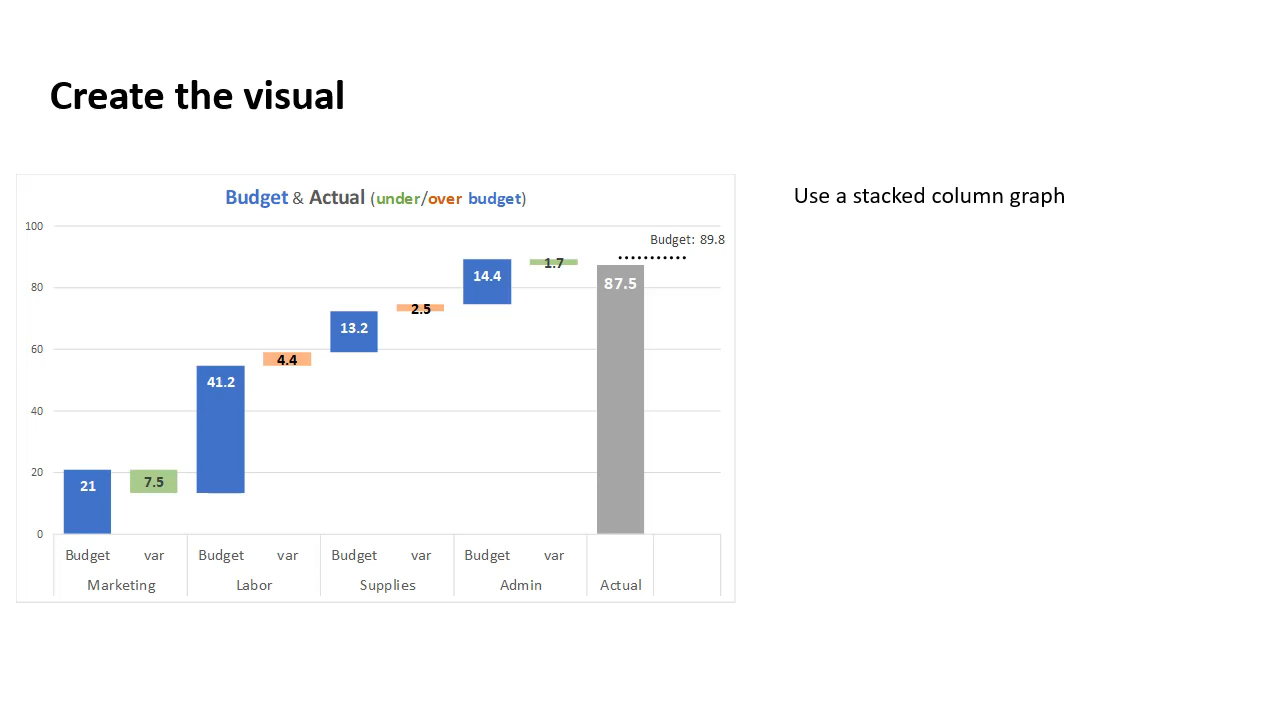 Create the visual
Budget & Actual (under/over budget)
Use a stacked column graph
100
Budget: 89.8
80
60
40
20
0
21
7.5
41.2
4.4
13.2
2.5
14.4
1.7
87.5
Budget var Budget var Budget var Budget var
Marketing Labor Supplies Admin Actual